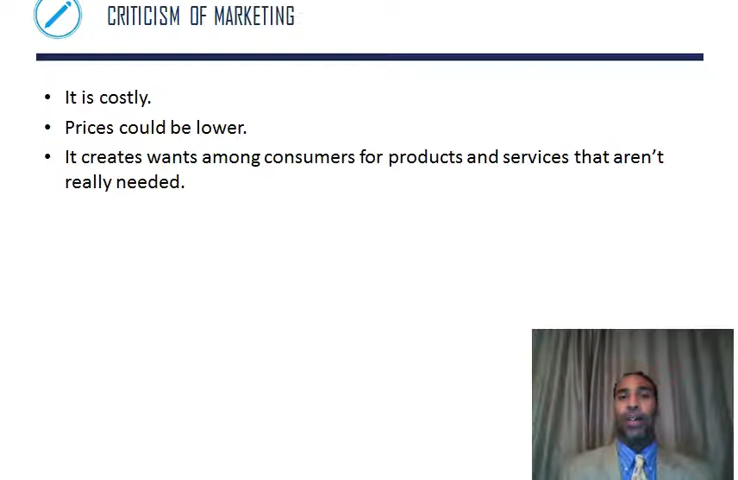 CRITICISM OF MARKETING
• It is costly.
• Prices could be lower.
• It creates wants among consumers for products and services that aren't
really needed.